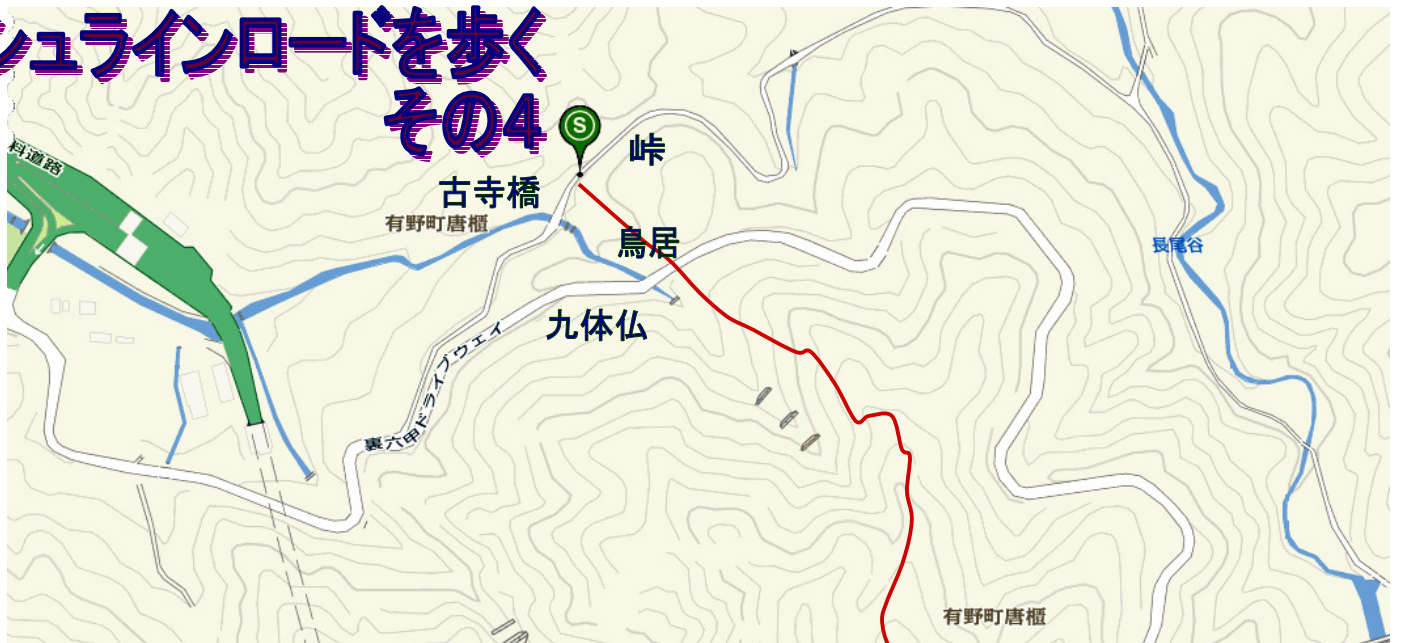 シュラインロードを歩く
その4
S
峠
料道路
古寺橋
有野町唐櫃
鳥居
長尾谷
九体仏
裏六甲ドライブウェイ
有野町唐櫃